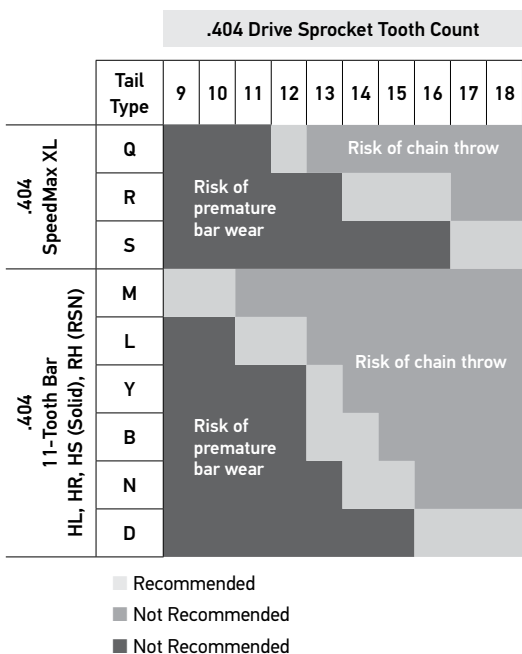 .404 Drive Sprocket Tooth Count
Tail
Type
9 10 11 12 13 14 15 16 17 18
.404
SpeedMax XL
Q
Risk of chain throw
R
Risk of
premature
bar wear
S
.404
11-Tooth Bar
HL, HR, HS (Solid), RH (RSN)
M
L
Risk of chain throw
Y
B
Risk of
premature
bar wear
N
D
Recommended
Not Recommended
Not Recommended